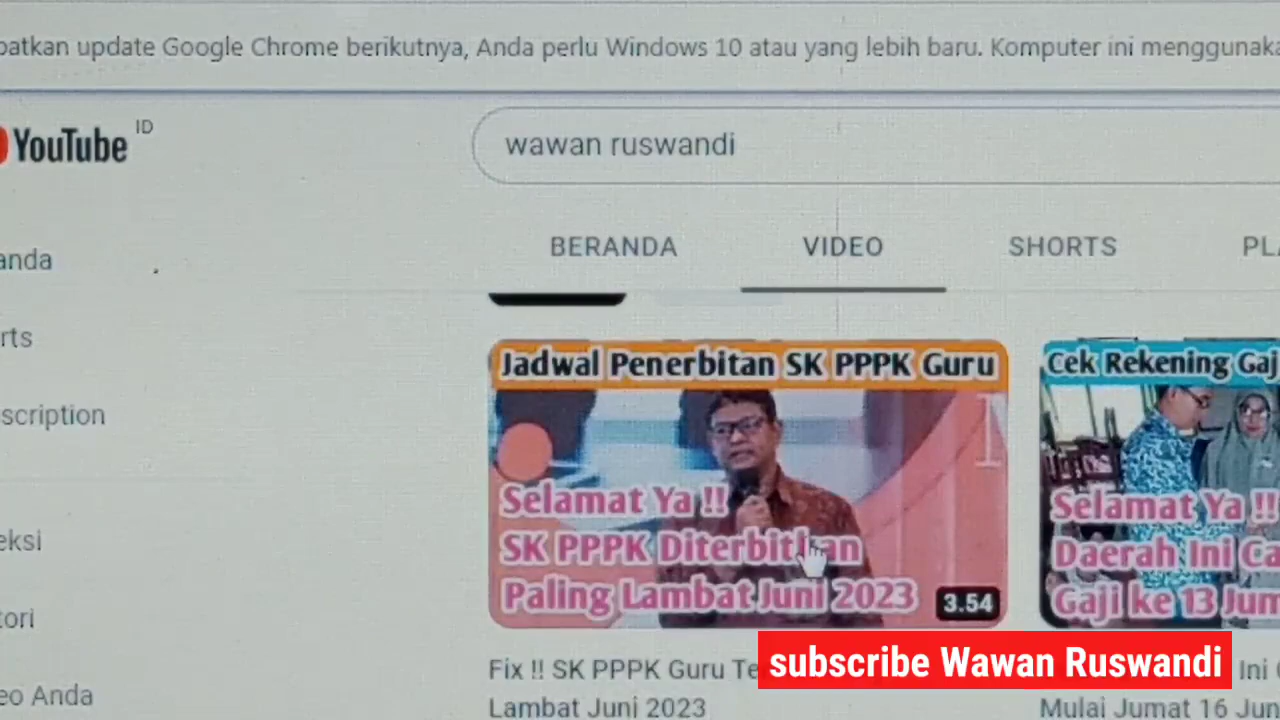 patkan update Google Chrome berikutnya, Anda perlu Windows 10 atau yang lebih baru. Komputer ini menggunaka
YouTube ID
wawan ruswandi
BERANDA VIDEO SHORTS PLA
anda
rts
scription
eksi
tori
eo Anda
Jadwal Penerbitan SK PPPK Guru
Selamat Ya !!
SK PPPK Diterbitkan
Paling Lambat Juni 2023
3.54
Fix !! SK PPPK Guru Te
Lambat Juni 2023
Cek Rekening Gaj
Selamat Ya !!
Daerah Ini Ca
Gaji ke 13 Jum
Ini
Mulai Jumat 16 Jun
subscribe Wawan Ruswandi